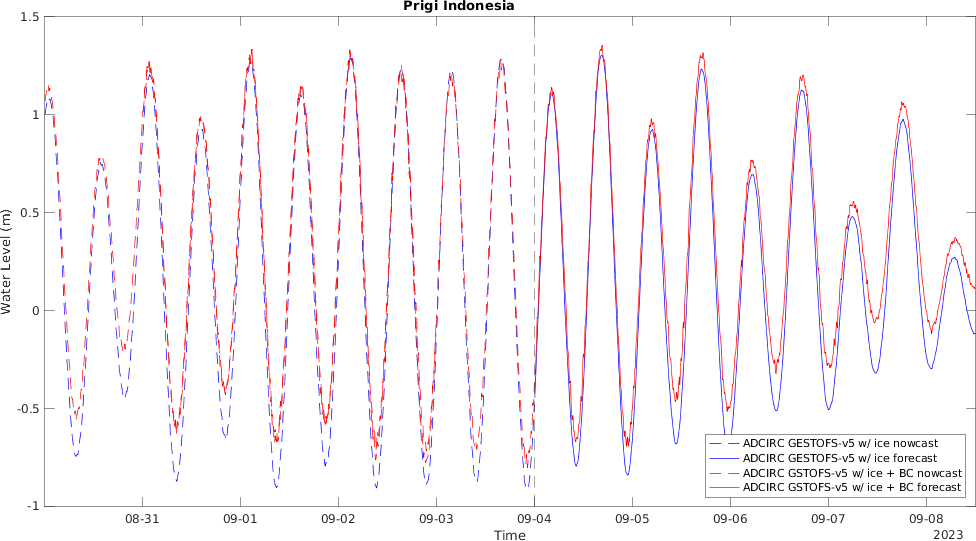 Prigi Indonesia
1.5
1
0.5
0
-0.5
-1
Water Level (m)
08-31 09-01 09-02 09-03 09-04 09-05 09-06 09-07 09-08
Time
2023
ADCIRC GESTOFS-v5 w/ ice nowcast
ADCIRC GESTOFS-v5 w/ ice forecast
ADCIRC GSTOFS-v5 w/ ice + BC nowcast
ADCIRC GSTOFS-v5 w/ ice + BC forecast